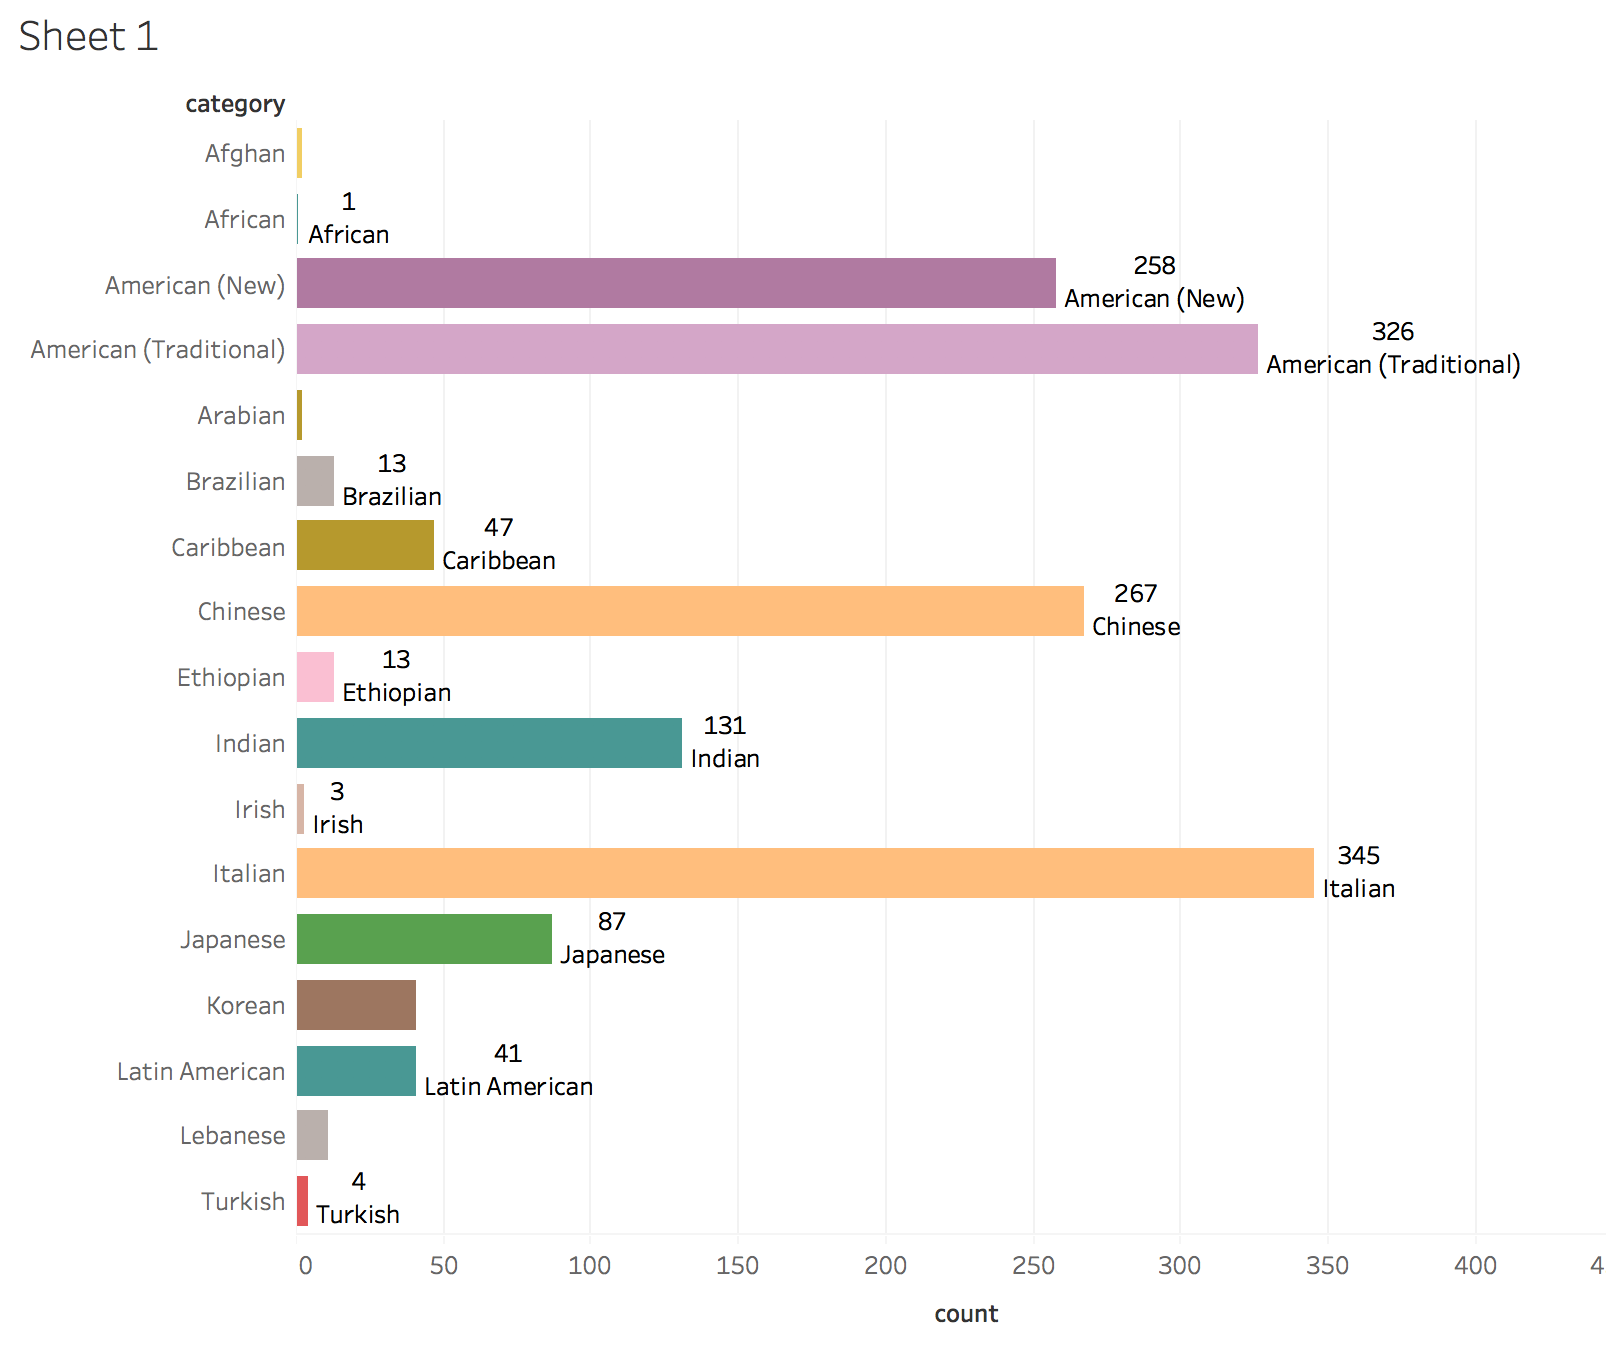 Sheet 1
category
Afghan
African
1
African
American (New)
258
American (New)
American (Traditional)
326
American (Traditional)
Arabian
Brazilian
13
Brazilian
Caribbean
47
Caribbean
Chinese
267
Chinese
Ethiopian
13
Ethiopian
Indian
131
Indian
Irish
3
Irish
Italian
345
Italian
Japanese
87
Japanese
Korean
Latin American
41
Latin American
Lebanese
Turkish
4
Turkish
0 50 100 150 200 250 300 350 400 4
count